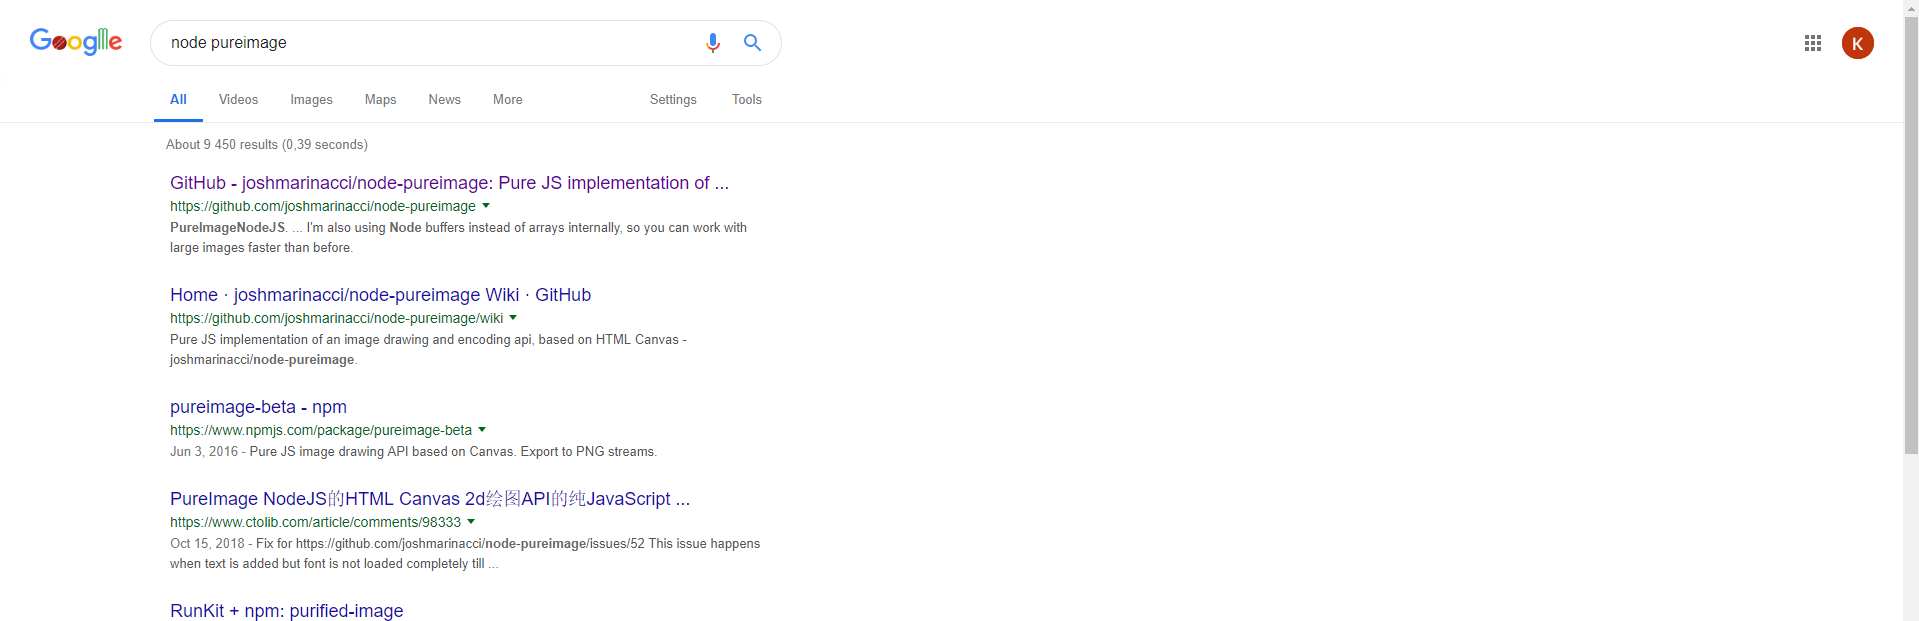 Googlle
node pureimage
K
All Videos Images Maps News More Settings Tools
About 9 450 results (0,39 seconds)
GitHub - joshmarinacci/node-pureimage: Pure JS implementation of ...
https://github.com/joshmarinacci/node-pureimage
PureImageNodeJS. ... I'm also using Node buffers instead of arrays internally, so you can work with
large images faster than before.
Home · joshmarinacci/node-pureimage Wiki · GitHub
https://github.com/joshmarinacci/node-pureimage/wiki
Pure JS implementation of an image drawing and encoding api, based on HTML Canvas -
joshmarinacci/node-pureimage.
pureimage-beta - npm
https://www.npmjs.com/package/pureimage-beta
Jun 3, 2016 - Pure JS image drawing API based on Canvas. Export to PNG streams.
PureImage NodeJS的HTML Canvas 2d绘图API的纯JavaScript ...
https://www.ctolib.com/article/comments/98333
Oct 15, 2018 - Fix for https://github.com/joshmarinacci/node-pureimage/issues/52 This issue happens
when text is added but font is not loaded completely till ...
RunKit + npm: purified-image